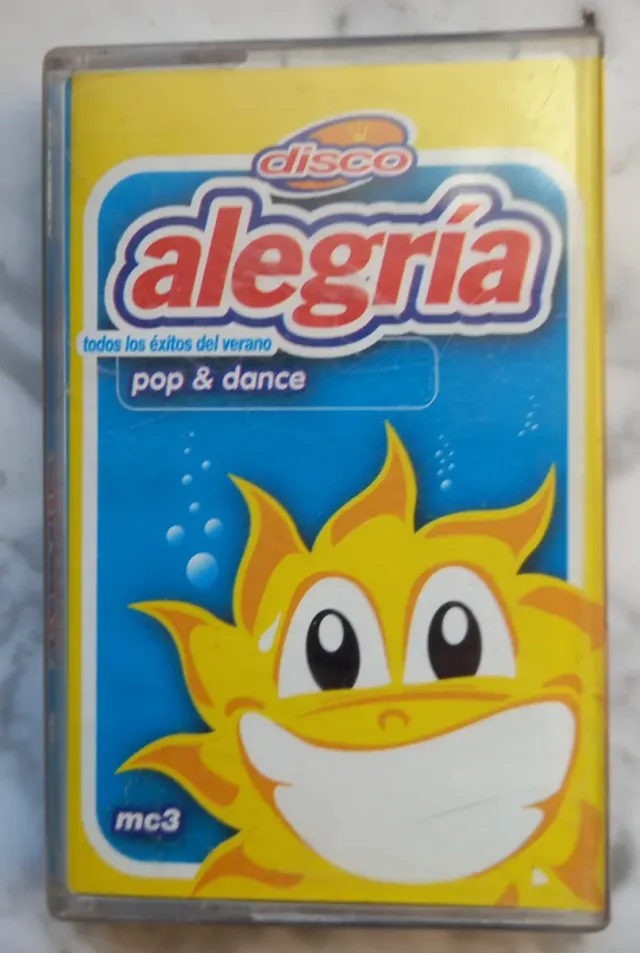 disco
alegría
todos los éxitos del verano
pop & dance
mc3